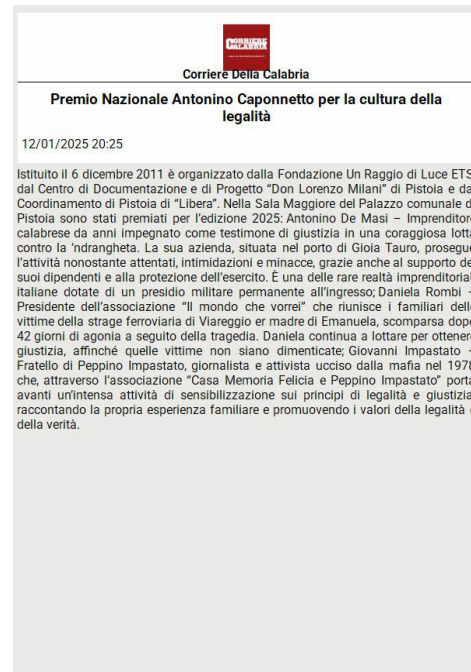 CORRIERE
CALABRIA
Corriere Della Calabria
Premio Nazionale Antonino Caponnetto per la cultura della
legalità
12/01/2025 20:25
Istituito il 6 dicembre 2011 è organizzato dalla Fondazione Un Raggio di Luce ETS
dal Centro di Documentazione e di Progetto “Don Lorenzo Milani” di Pistoia e da
Coordinamento di Pistoia di “Libera”. Nella Sala Maggiore del Palazzo comunale d
Pistoia sono stati premiati per l’edizione 2025: Antonino De Masi – Imprenditor
calabrese da anni impegnato come testimone di giustizia in una coraggiosa lotta
contro la ‘ndrangheta. La sua azienda, situata nel porto di Gioia Tauro, prosegue
l’attività nonostante attentati, intimidazioni e minacce, grazie anche al supporto de
suoi dipendenti e alla protezione dell’esercito. È una delle rare realtà imprenditorial
italiane dotate di un presidio militare permanente all’ingresso; Daniela Rombi -
Presidente dell’associazione “Il mondo che vorrei” che riunisce i familiari delle
vittime della strage ferroviaria di Viareggio er madre di Emanuela, scomparsa dopo
42 giorni di agonia a seguito della tragedia. Daniela continua a lottare per ottenere
giustizia, affinché quelle vittime non siano dimenticate; Giovanni Impastato -
Fratello di Peppino Impastato, giornalista e attivista ucciso dalla mafia nel 1978
che, attraverso l’associazione “Casa Memoria Felicia e Peppino Impastato” porta
avanti un’intensa attività di sensibilizzazione sui principi di legalità e giustizia
raccontando la propria esperienza familiare e promuovendo i valori della legalità e
della verità.